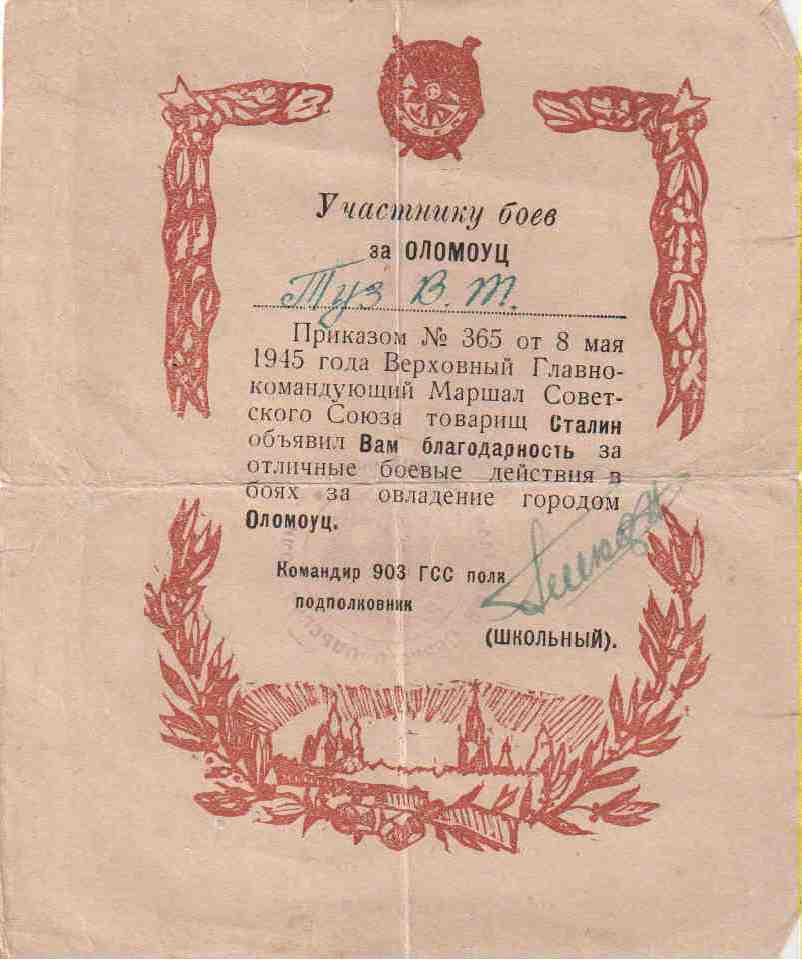 Участнику боев
за ОЛОМОУЦ
Туз В. Т.
Приказом № 365 от 8 мая
1945 года Верховный Главно-
командующий Маршал Совет-
ского Союза товарищ Сталин
объявил Вам благодарность за
отличные боевые действия в
боях за овладение городом
Оломоуц.
Командир 903 ГСС полк
подполковник
(ШКОЛЬНЫЙ).